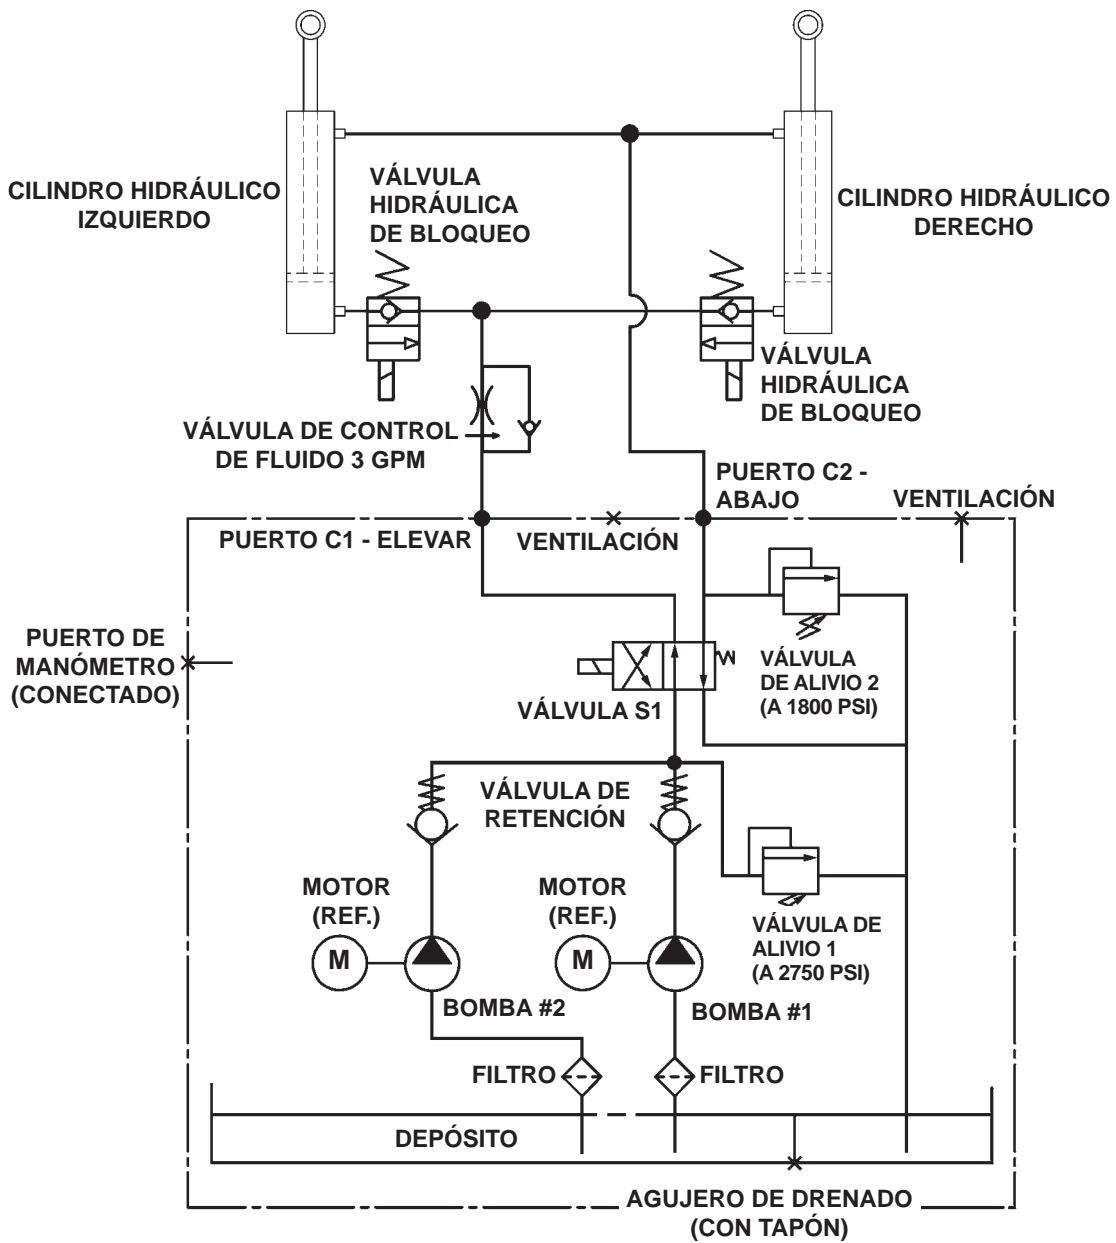 CILINDRO HIDRÁULICO
IZQUIERDO
VÁLVULA
HIDRÁULICA
DE BLOQUEO
CILINDRO HIDRÁULICO
DERECHO
VÁLVULA
HIDRÁULICA
DE BLOQUEO
VÁLVULA DE CONTROL
DE FLUIDO 3 GPM
PUERTO C2 -
ABAJO
VENTILACIÓN
PUERTO C1 - ELEVAR
VENTILACIÓN
PUERTO DE
MANÓMETRO
(CONECTADO)
VÁLVULA
DE ALIVIO 2
(A 1800 PSI)
VÁLVULA S1
VÁLVULA DE
RETENCIÓN
MOTOR
(REF.)
MOTOR
(REF.)
VÁLVULA DE
ALIVIO 1
(A 2750 PSI)
M
M
BOMBA #2
BOMBA #1
FILTRO
FILTRO
DEPÓSITO
AGUJERO DE DRENADO
(CON TAPÓN)